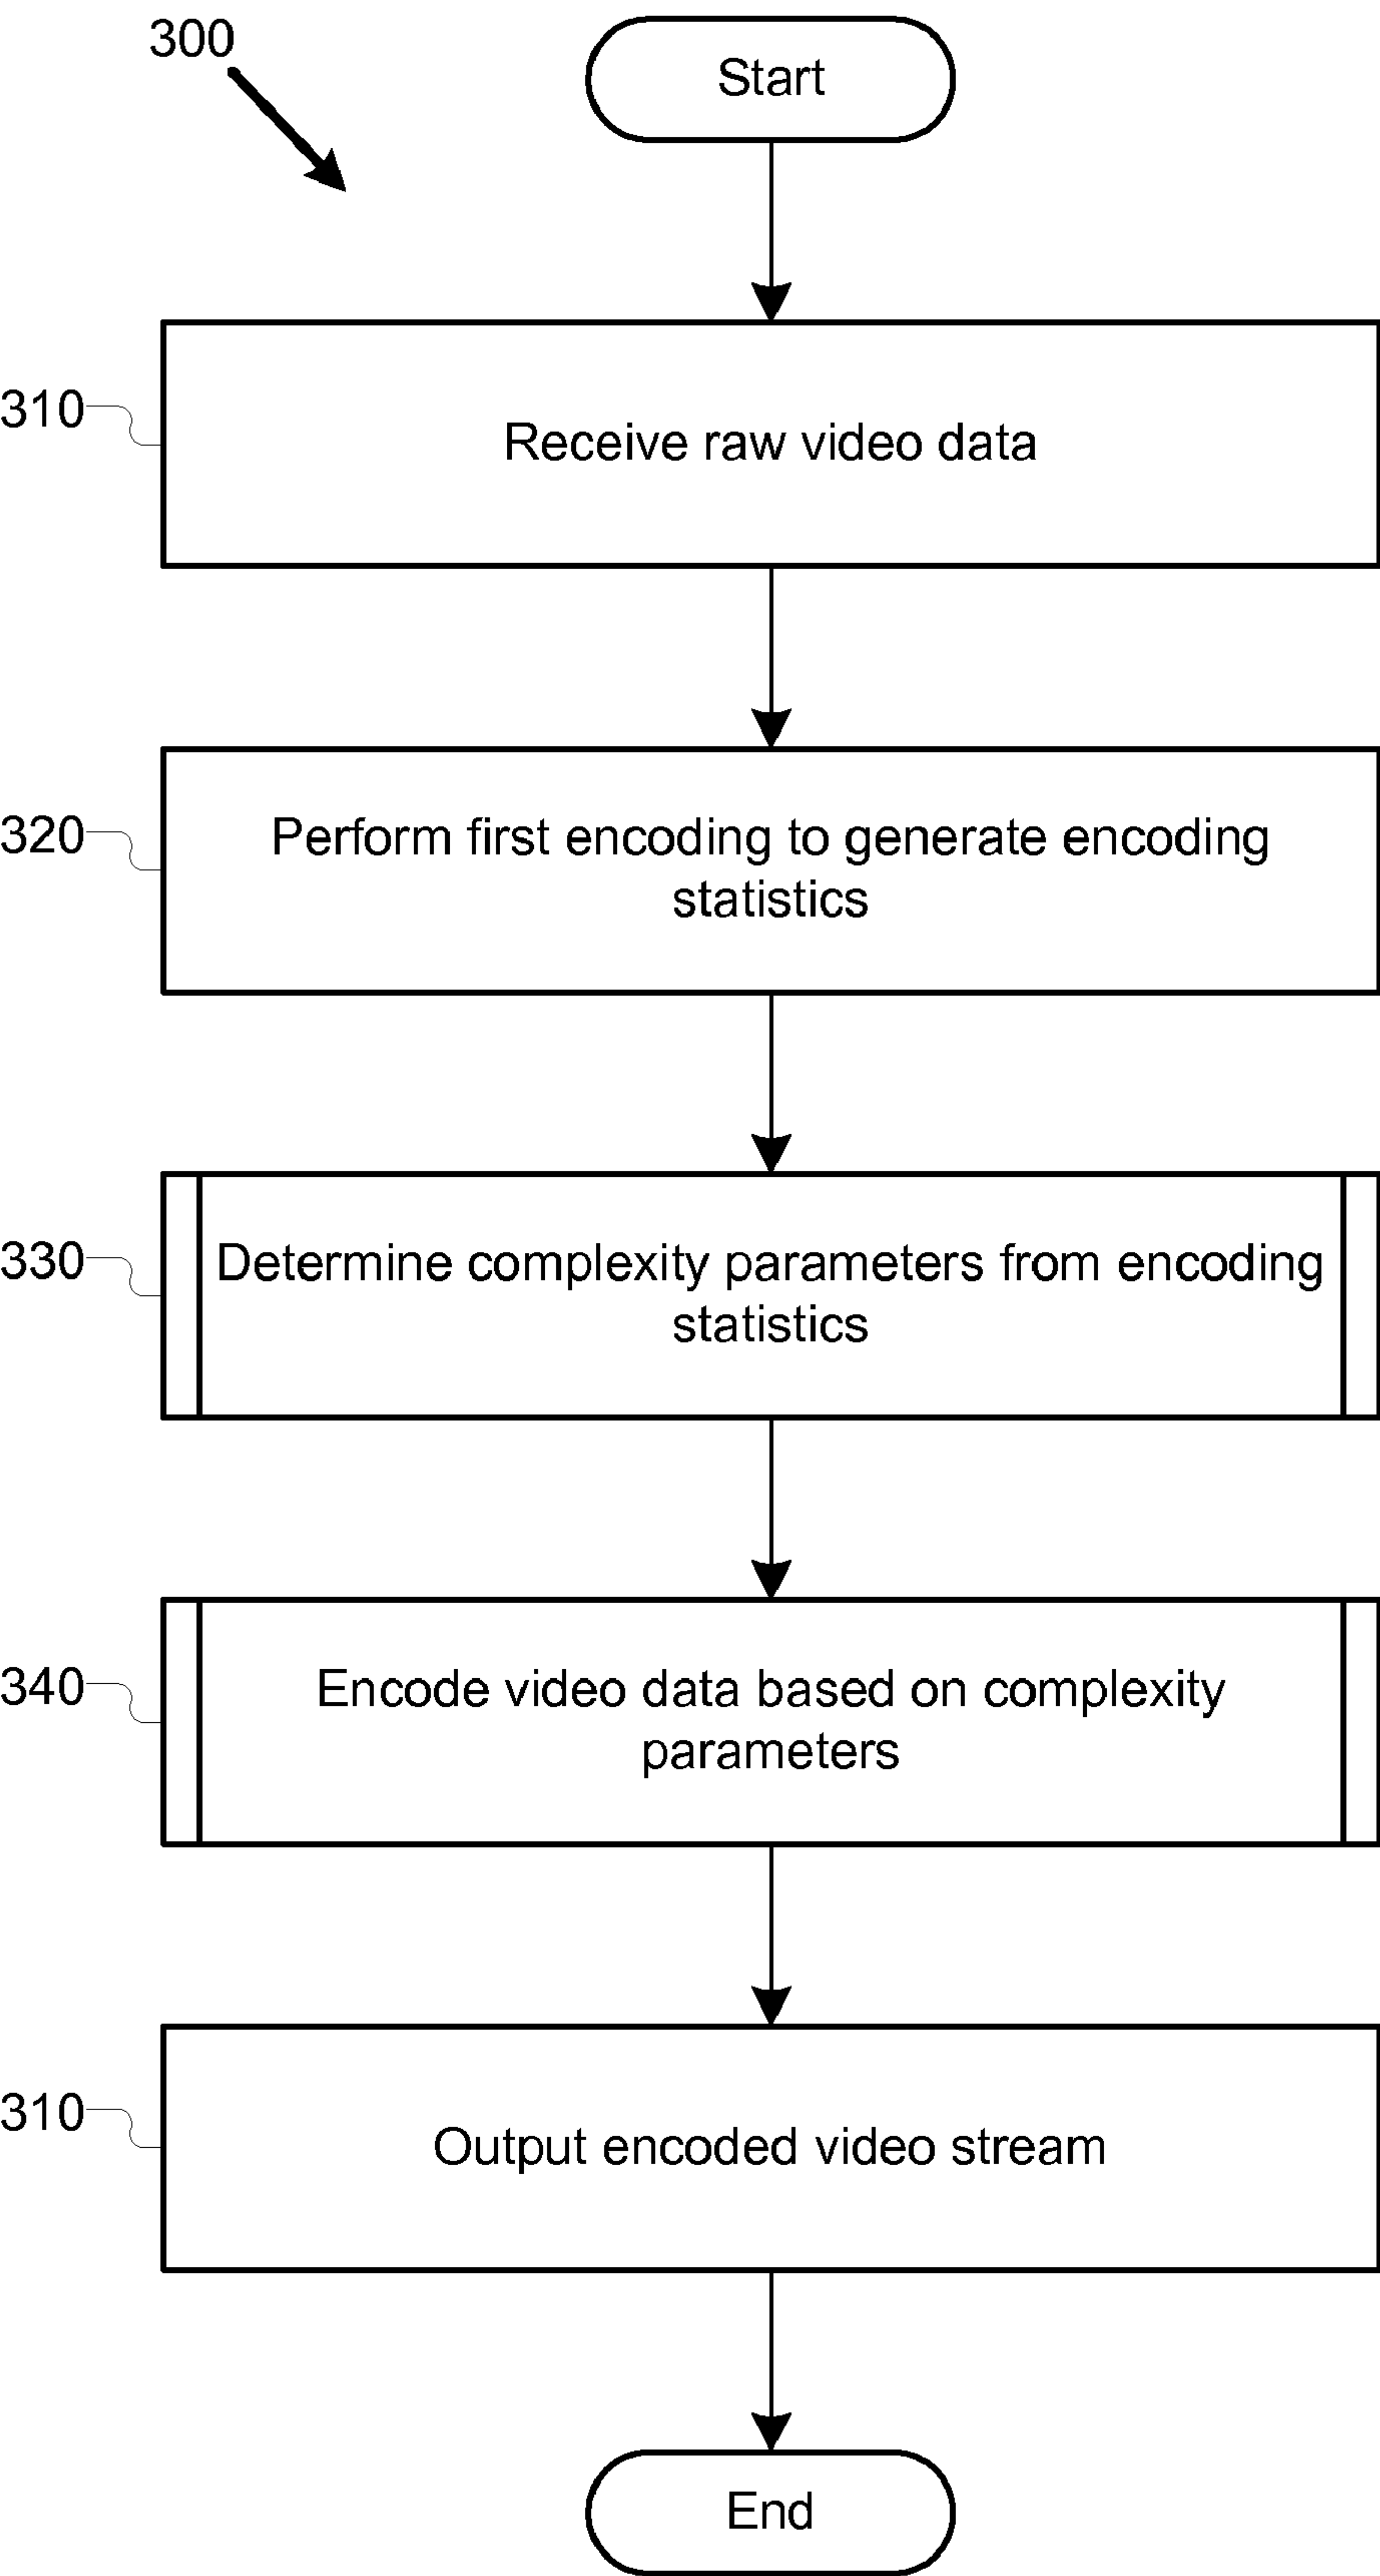 300
Start
310
Receive raw video data
320
Perform first encoding to generate encoding
statistics
330
Determine complexity parameters from encoding
statistics
340
Encode video data based on complexity
parameters
310
Output encoded video stream
End